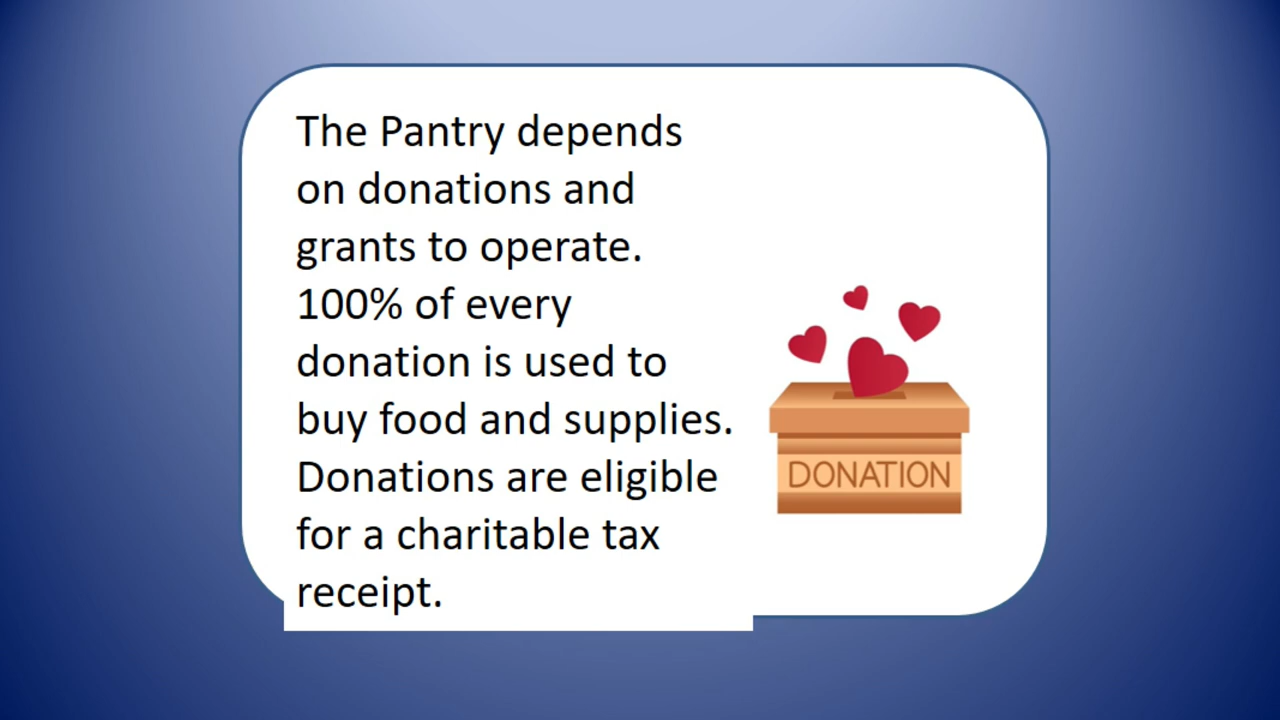 The Pantry depends
on donations and
grants to operate.
100% of every
donation is used to
buy food and supplies.
Donations are eligible
for a charitable tax
receipt.
DONATION